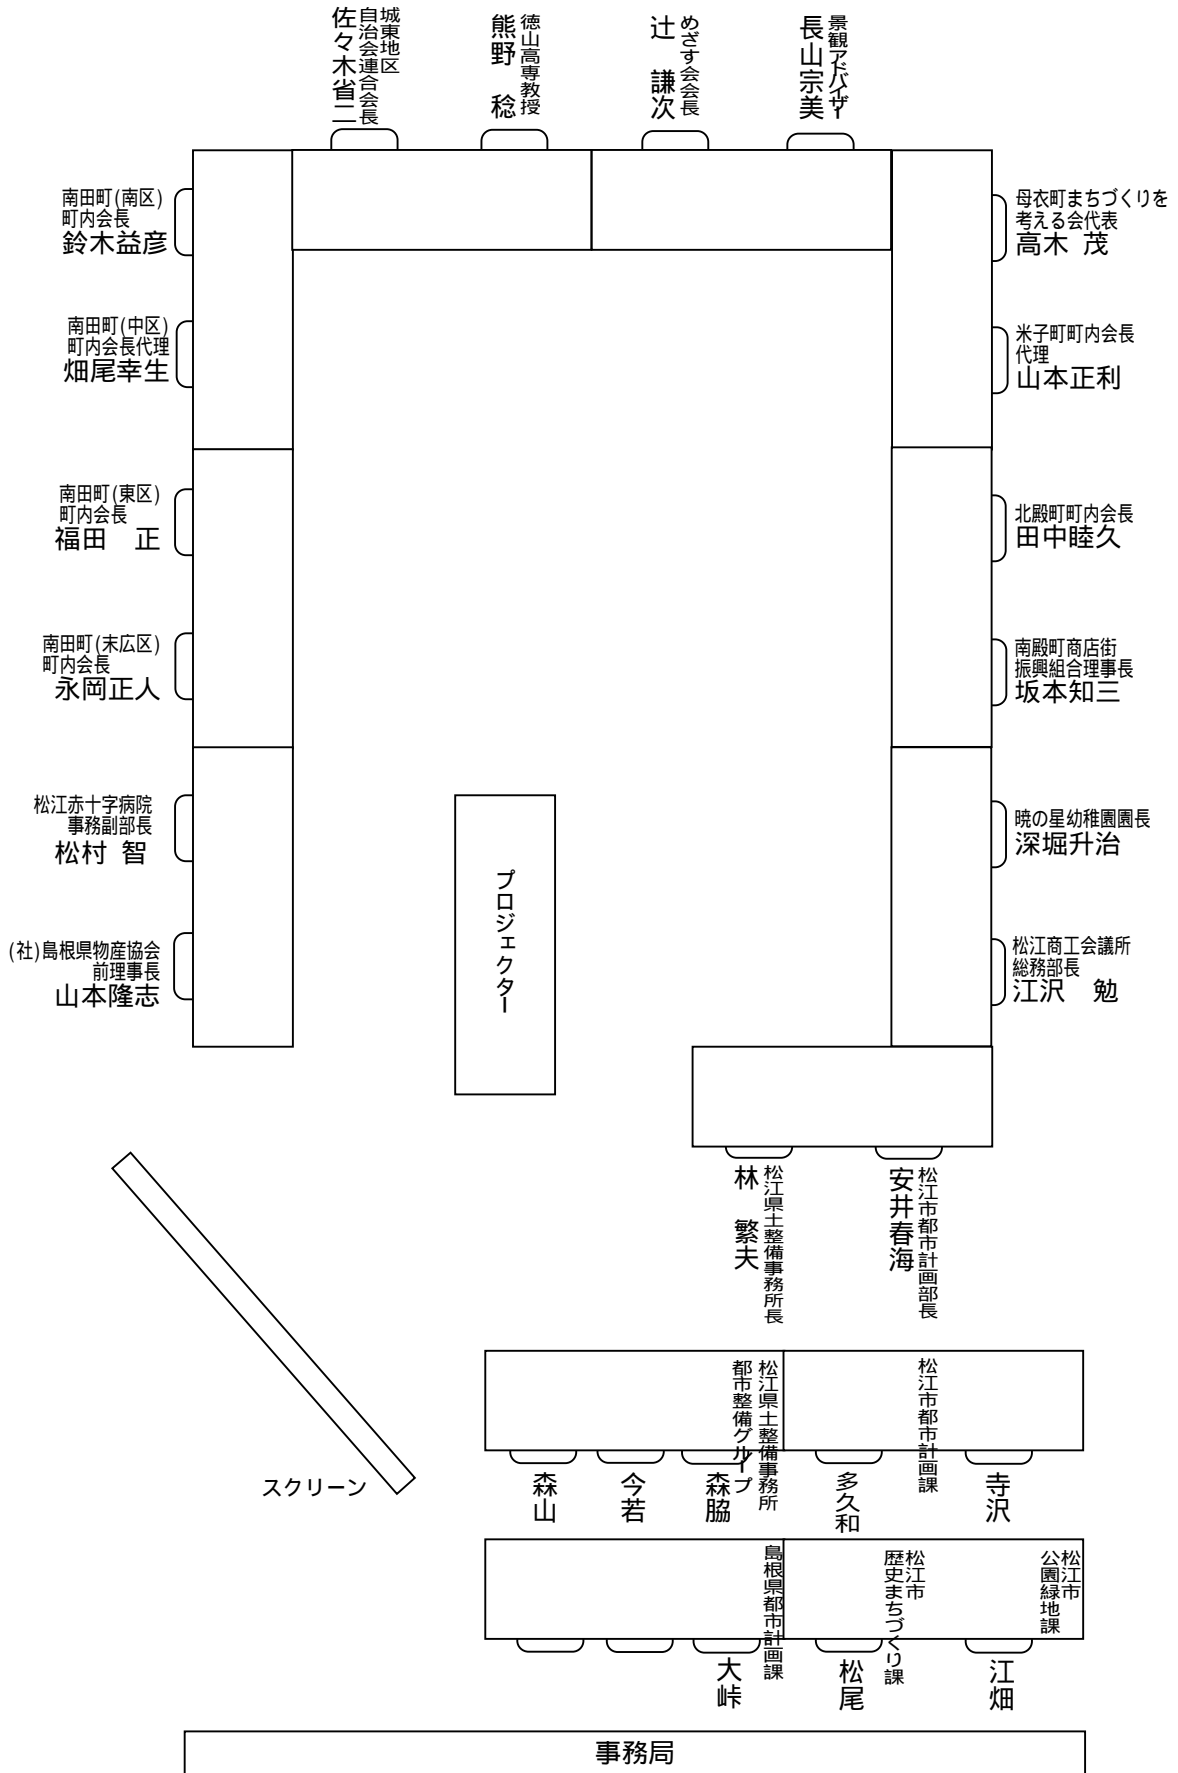 城東地区
自治会連合会長
佐々木省二
徳山高専教授
熊野　稔
めざす会会長
辻　謙次
景観アドバイザー
長山宗美
南田町(南区)
町内会長
鈴木益彦
南田町(中区)
町内会長代理
畑尾幸生
南田町(東区)
町内会長
福田　正
南田町(末広区)
町内会長
永岡正人
松江赤十字病院
事務副部長
松村 智
(社)島根県物産協会
前理事長
山本隆志
母衣町まちづくりを
考える会代表
高木 茂
米子町町内会長
代理
山本正利
北殿町町内会長
田中睦久
南殿町商店街
振興組合理事長
坂本知三
暁の星幼稚園園長
深堀升治
松江商工会議所
総務部長
江沢　勉
プロジェクター
松江県土整備事務所長
林　繁夫
松江市都市計画部長
安井春海
スクリーン
松江県土整備事務所
都市整備グループ
森山
今若
森脇
松江市都市計画課
多久和
寺沢
島根県都市計画課
大峠
松江市
歴史まちづくり課
松尾
松江市
公園緑地課
江畑
事務局